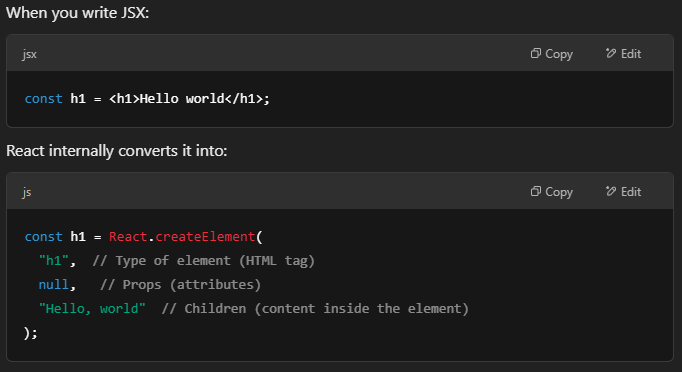 When you write JSX:
jsx Copy Edit
const h1 = <h1>Hello world</h1>;
React internally converts it into:
js Copy Edit
const h1 = React.createElement(
  "h1",  // Type of element (HTML tag)
  null,   // Props (attributes)
  "Hello, world"  // Children (content inside the element)
);